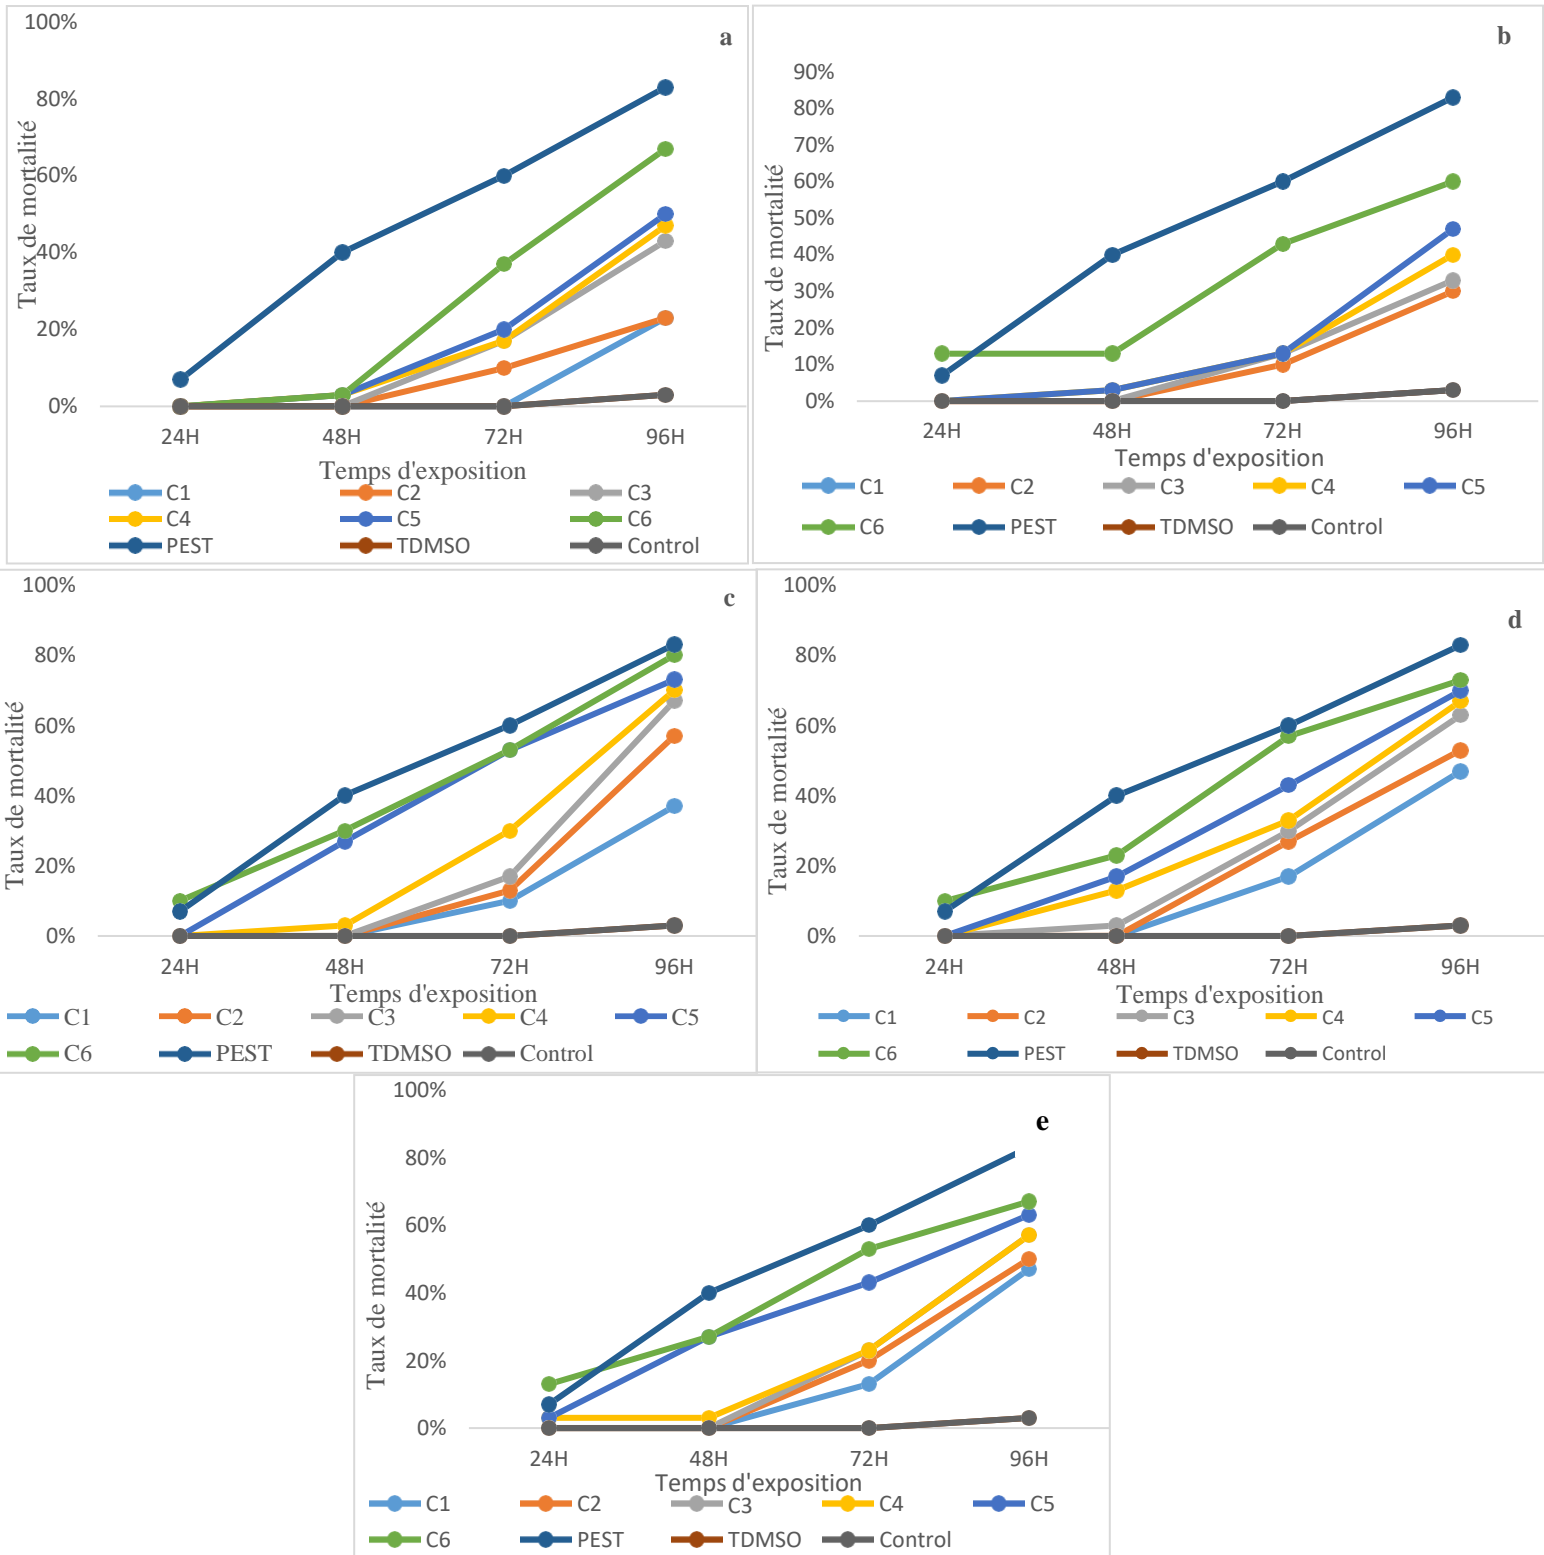 a
100%
80%
60%
40%
20%
0%
Taux de mortalité
24H 48H 72H 96H
Temps d'exposition
C1 C2 C3
C4 C5 C6
PEST TDMSO Control
b
90%
80%
70%
60%
50%
40%
30%
20%
10%
0%
Taux de mortalité
24H 48H 72H 96H
Temps d'exposition
C1 C2 C3 C4 C5
C6 PEST TDMSO Control
c
100%
80%
60%
40%
20%
0%
Taux de mortalité
24H 48H 72H 96H
Temps d'exposition
C1 C2 C3 C4 C5
C6 PEST TDMSO Control
d
100%
80%
60%
40%
20%
0%
Taux de mortalité
24H 48H 72H 96H
Temps d'exposition
C1 C2 C3 C4 C5
C6 PEST TDMSO Control
e
100%
80%
60%
40%
20%
0%
Taux de mortalité
24H 48H 72H 96H
Temps d'exposition
C1 C2 C3 C4 C5
C6 PEST TDMSO Control